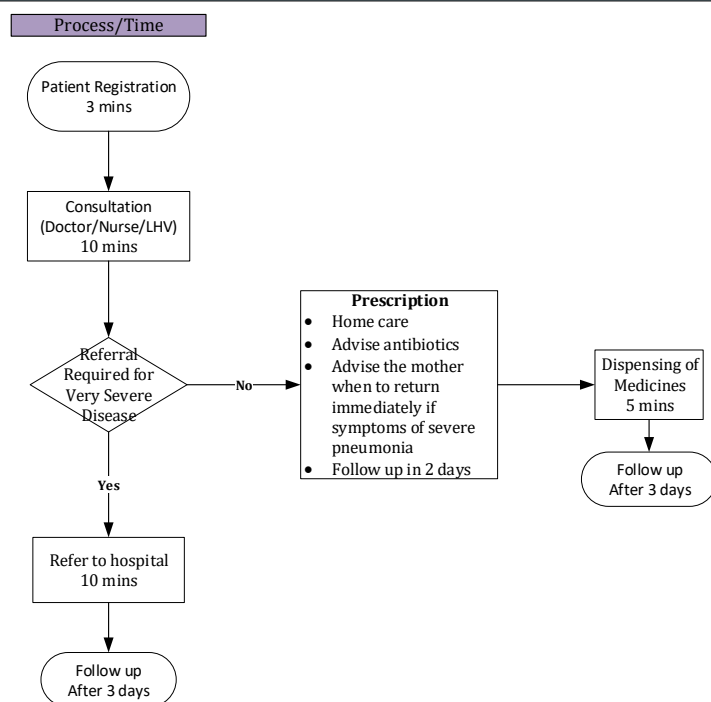 Process/Time
Patient Registration
3 mins
Consultation
(Doctor/Nurse/LHV)
10 mins
Referral
Required for
Very Severe
Disease
No
Prescription
• Home care
• Advise antibiotics
• Advise the mother
when to return
immediately if
symptoms of severe
pneumonia
• Follow up in 2 days
Dispensing of
Medicines
5 mins
Follow up
After 3 days
Yes
Refer to hospital
10 mins
Follow up
After 3 days